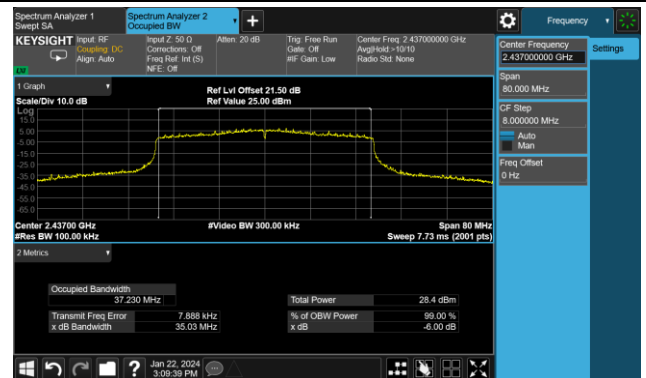 Spectrum Analyzer 1
Swept SA
Spectrum Analyzer 2
Occupied BW
Frequency
KEYSIGHT
Input: RF
Coupling: DC
Align: Auto
Input Z: 50 Ω
Corrections: Off
Freq Ref: Int (S)
NFE: Off
Atten: 20 dB
Trig: Free Run
Gate: Off
#IF Gain: Low
Center Freq: 2.437000000 GHz
Avg|Hold:>10/10
Radio Std: None
Center Frequency
2.437000000 GHz
Settings
Span
80.000 MHz
CF Step
8.000000 MHz
Auto
Man
Freq Offset
0 Hz
LXI
1 Graph
Scale/Div 10.0 dB
Ref Lvl Offset 21.50 dB
Ref Value 25.00 dBm
Log
15.0
5.00
-5.00
-15.0
-25.0
-35.0
-45.0
-55.0
-65.0
Center 2.43700 GHz
#Video BW 300.00 kHz
Span 80 MHz
#Res BW 100.00 kHz
Sweep 7.73 ms (2001 pts)
2 Metrics
Occupied Bandwidth
37.230 MHz
Total Power 28.4 dBm
Transmit Freq Error 7.888 kHz
% of OBW Power 99.00 %
x dB Bandwidth 35.03 MHz
x dB -6.00 dB
Jan 22, 2024
3:09:39 PM